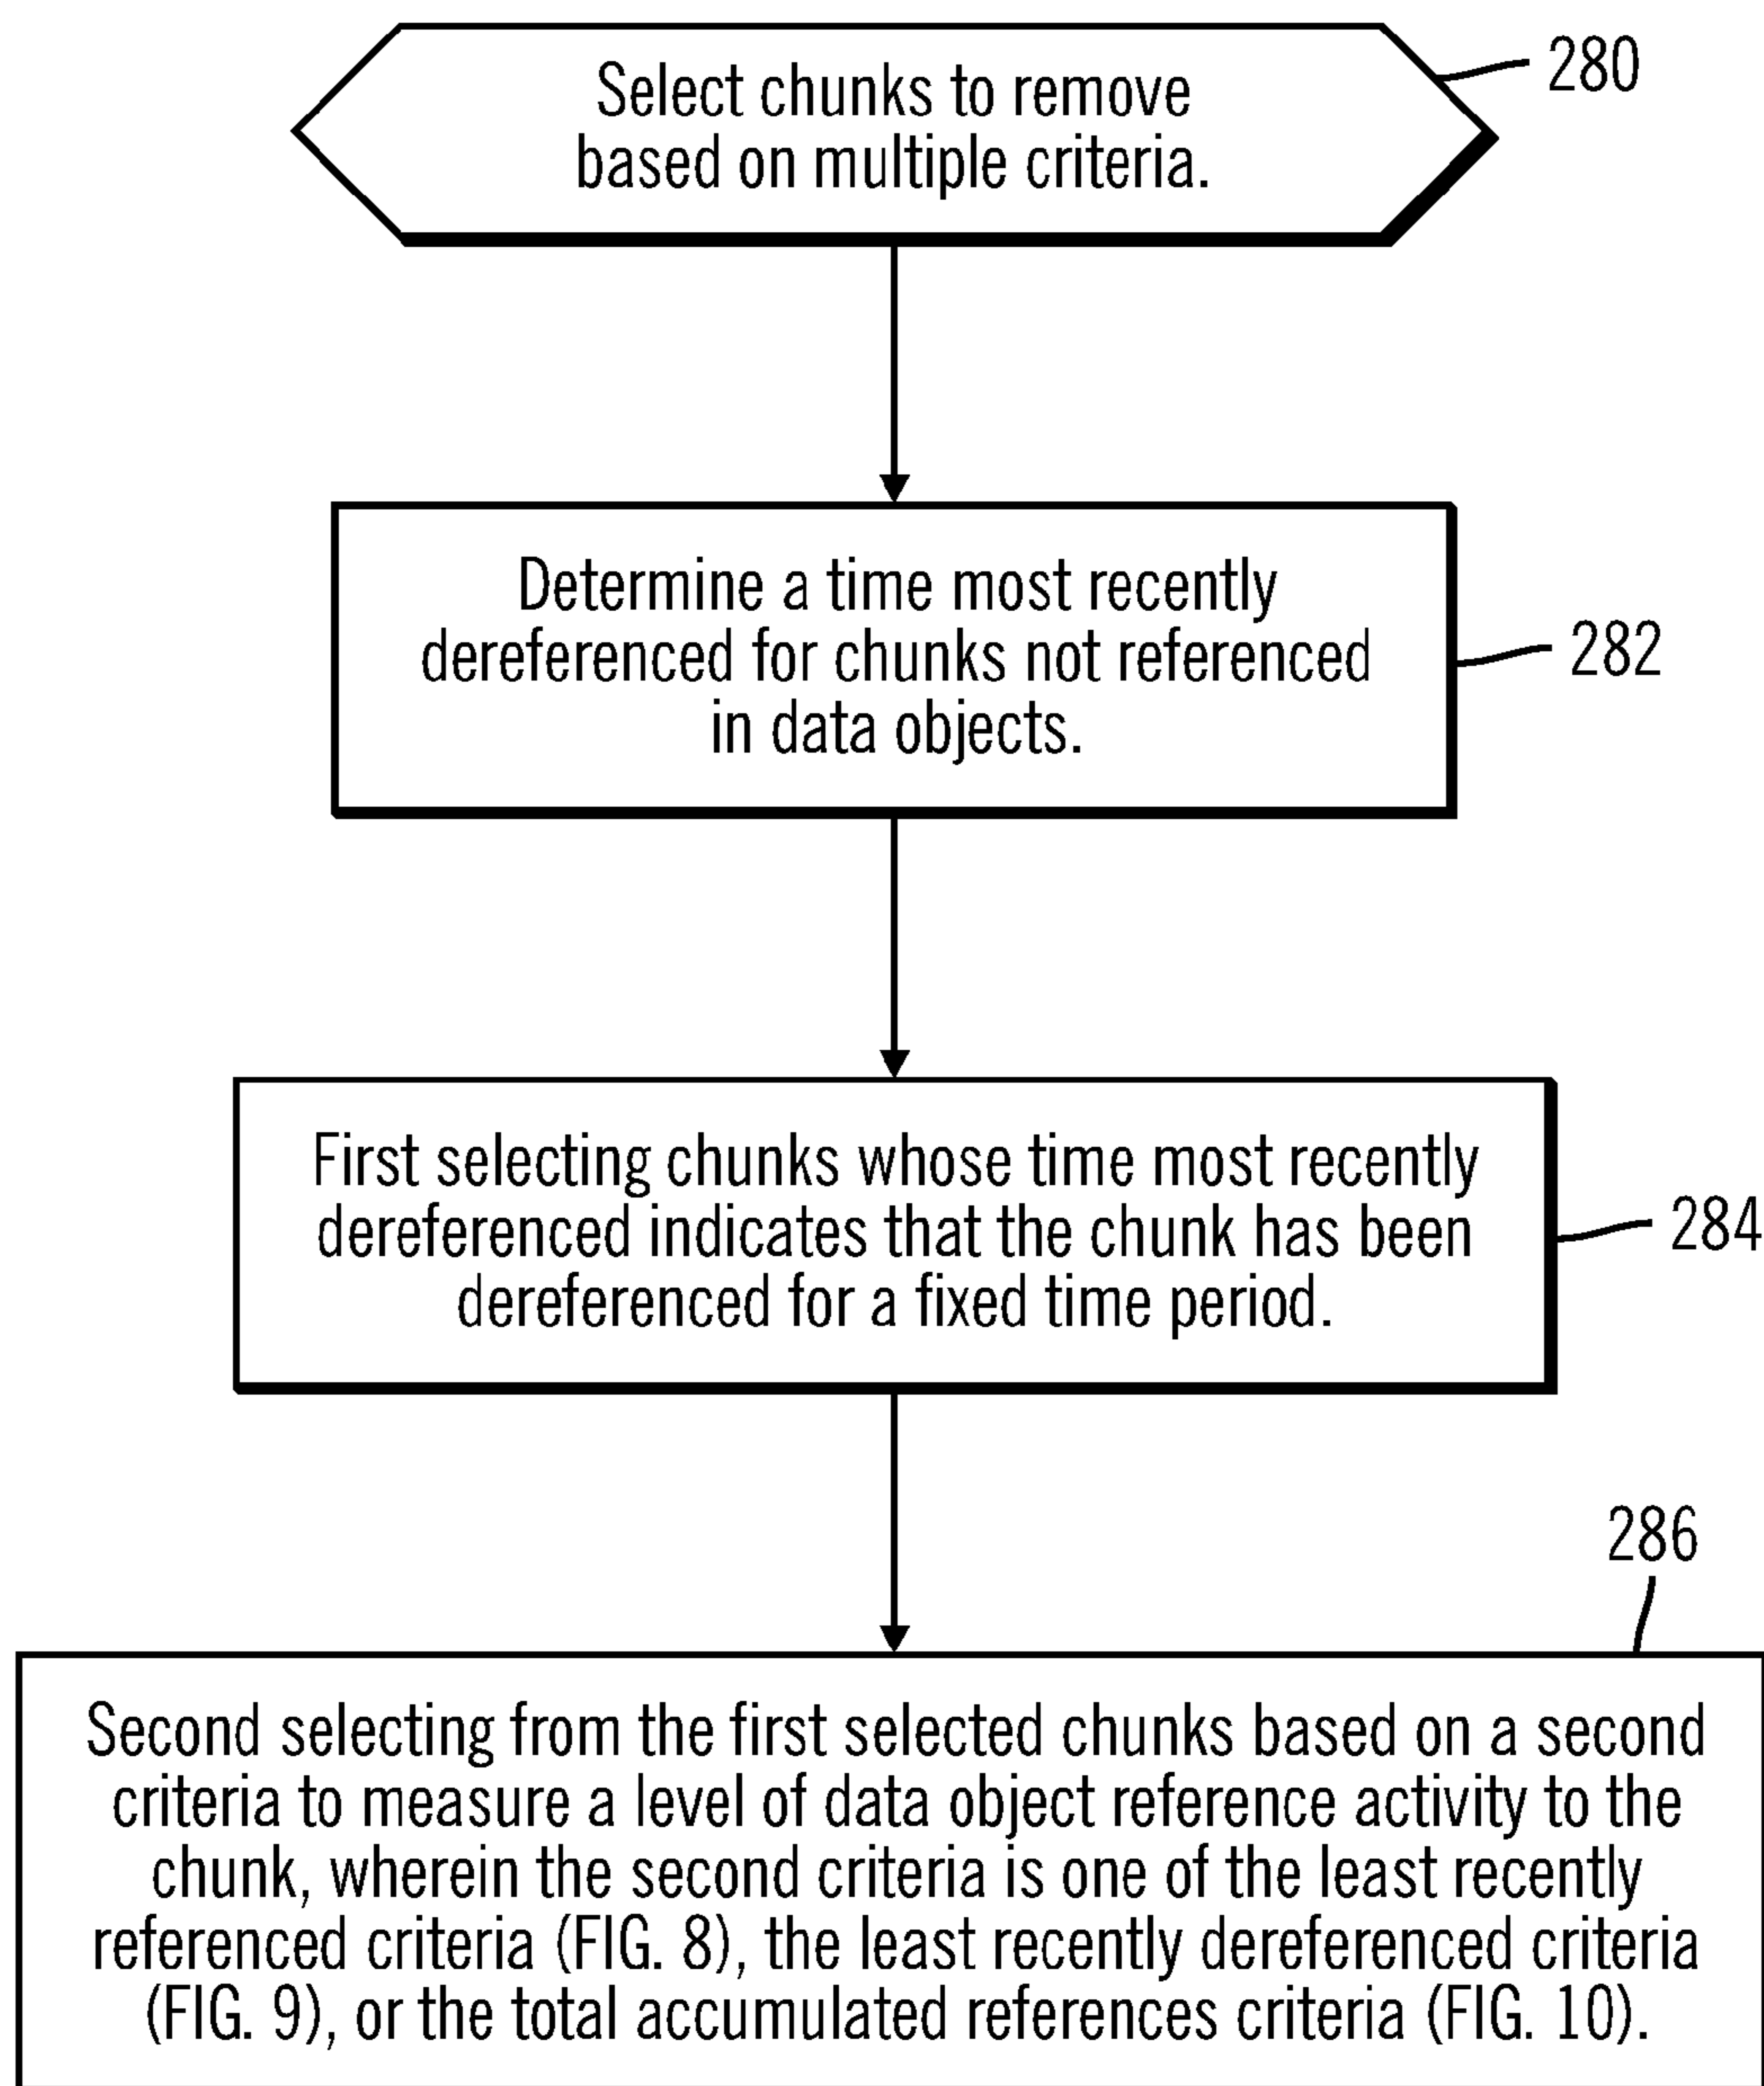 Select chunks to remove
based on multiple criteria.
280
Determine a time most recently
dereferenced for chunks not referenced
in data objects.
282
First selecting chunks whose time most recently
dereferenced indicates that the chunk has been
dereferenced for a fixed time period.
284
286
Second selecting from the first selected chunks based on a second
criteria to measure a level of data object reference activity to the
chunk, wherein the second criteria is one of the least recently
referenced criteria (FIG. 8), the least recently dereferenced criteria
(FIG. 9), or the total accumulated references criteria (FIG. 10).